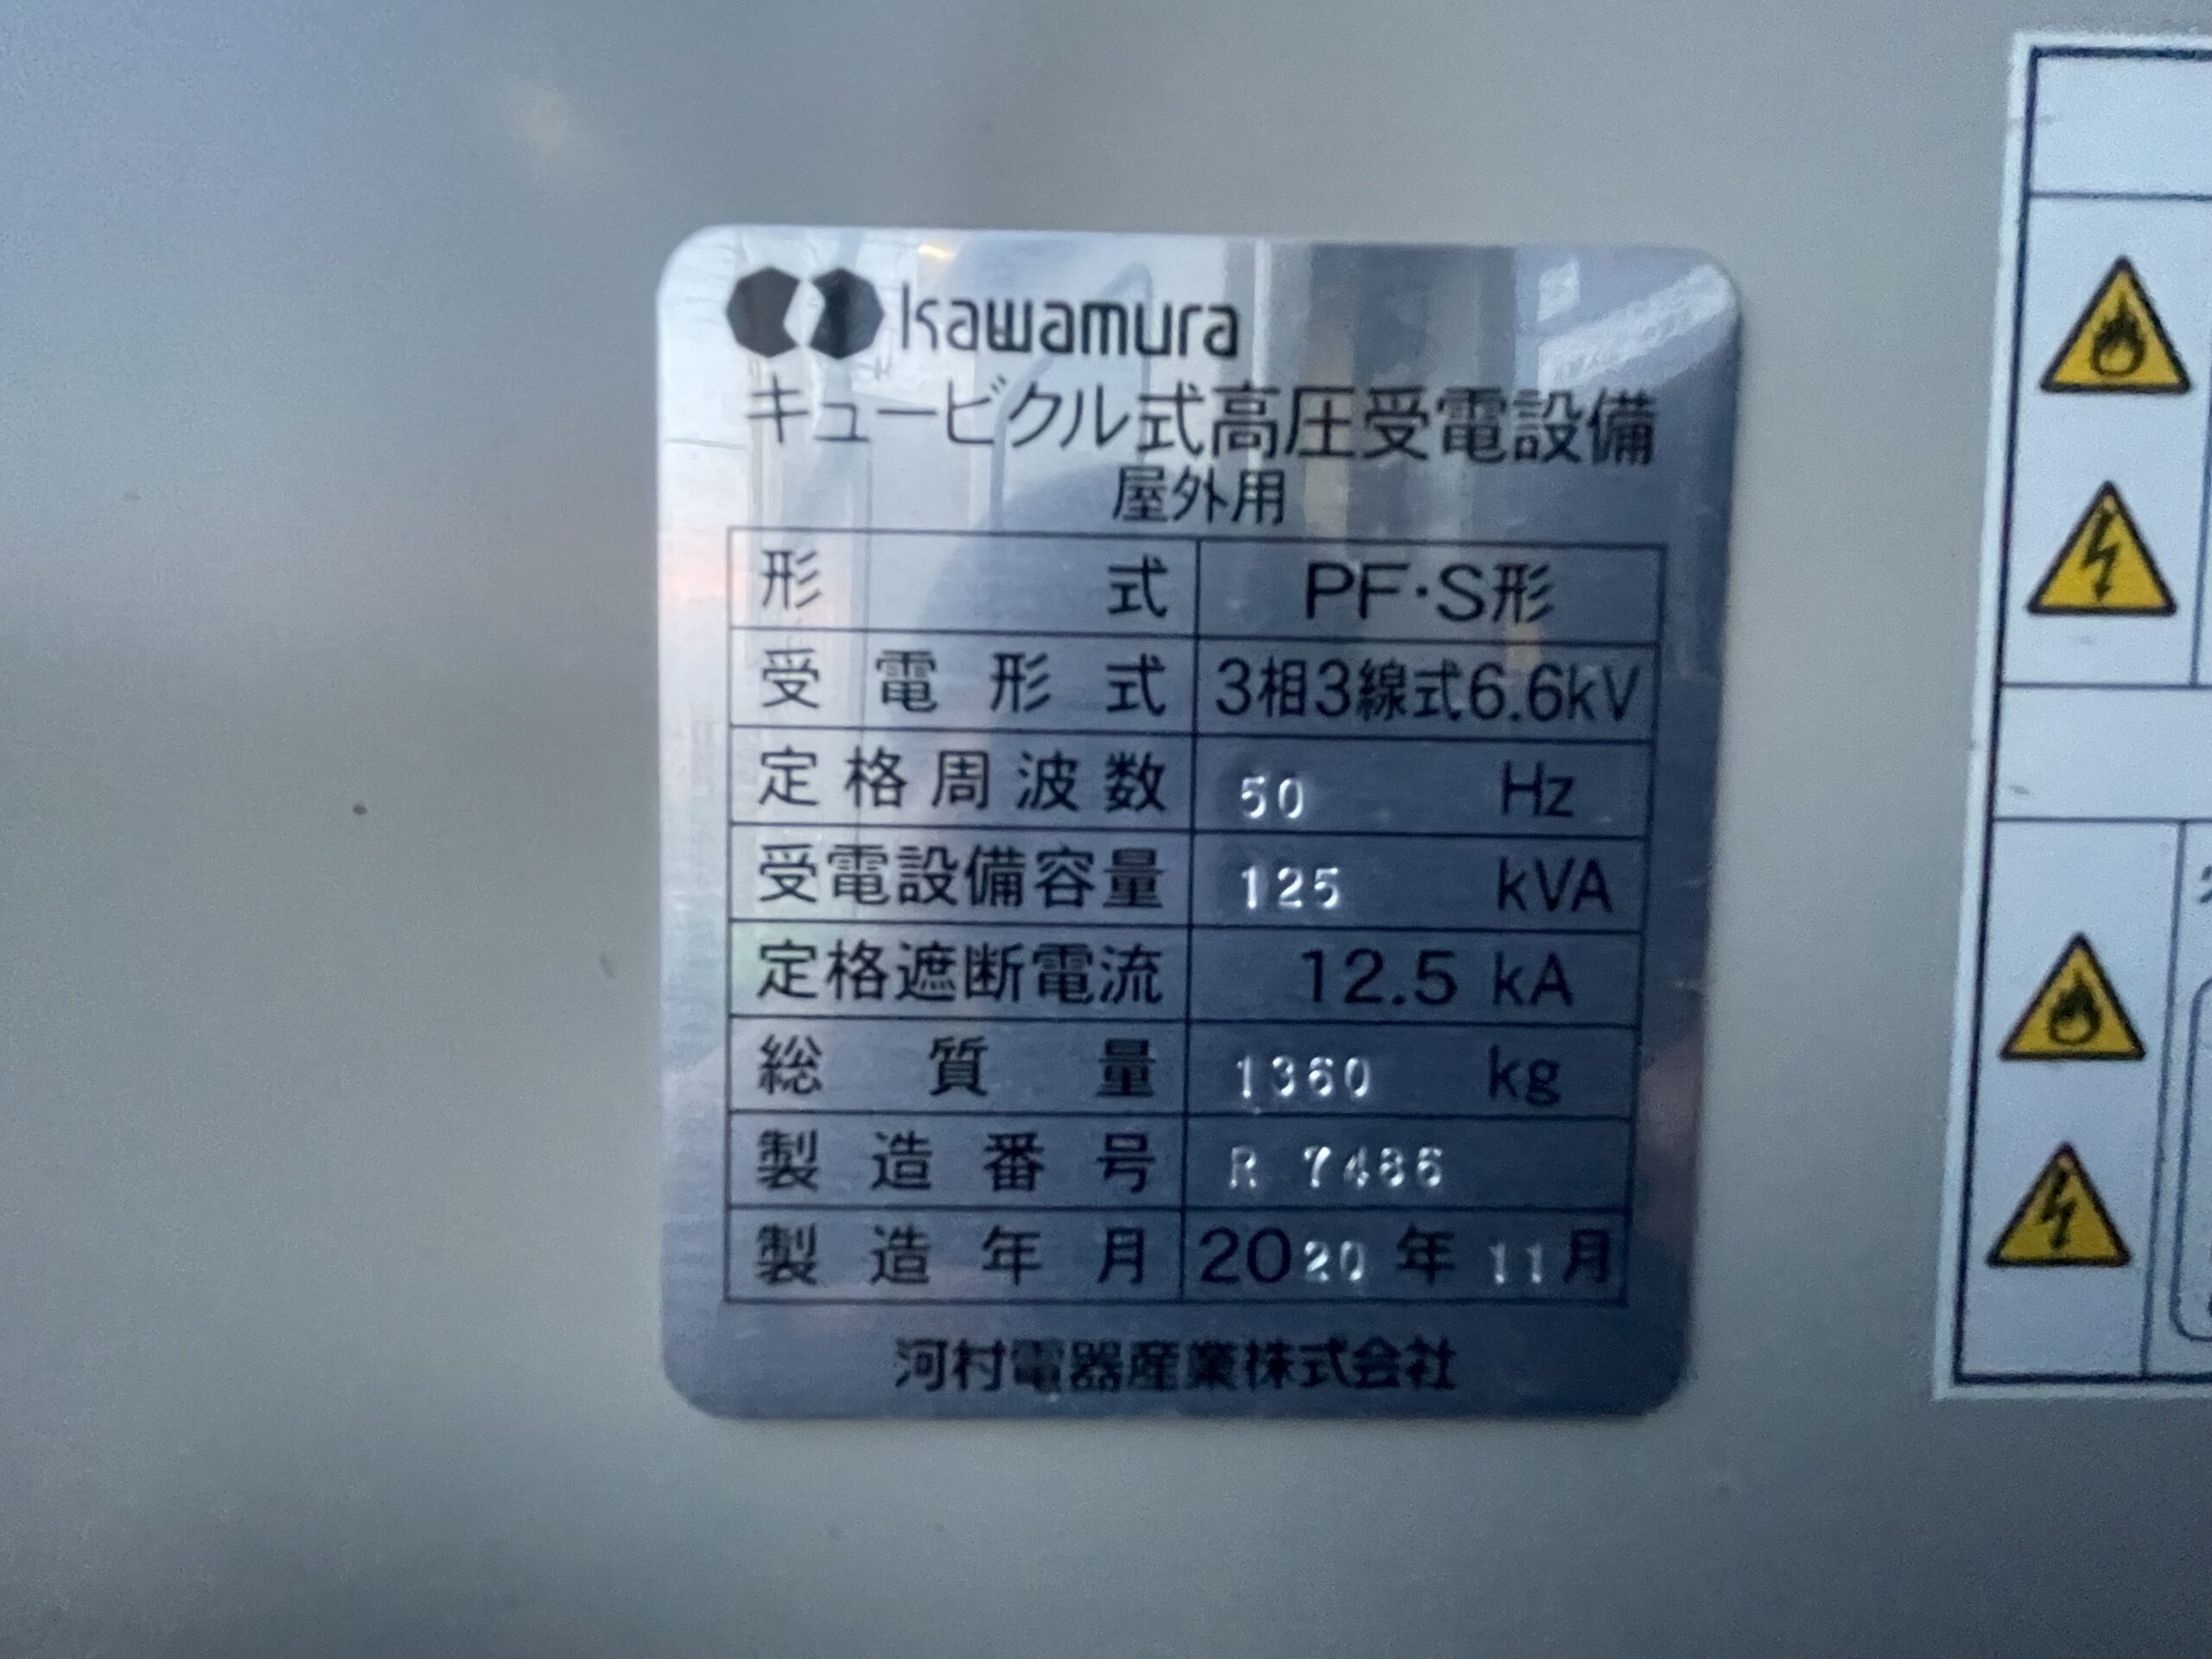 kawamura
キュービクル式高圧受電設備
屋外用
形式 PF・S形
受電形式 3相3線式6.6kV
定格周波数 50 Hz
受電設備容量 125 kVA
定格遮断電流 12.5 kA
総質量 1360 kg
製造番号 R 7486
製造年月 2020年 11月
河村電器産業株式会社